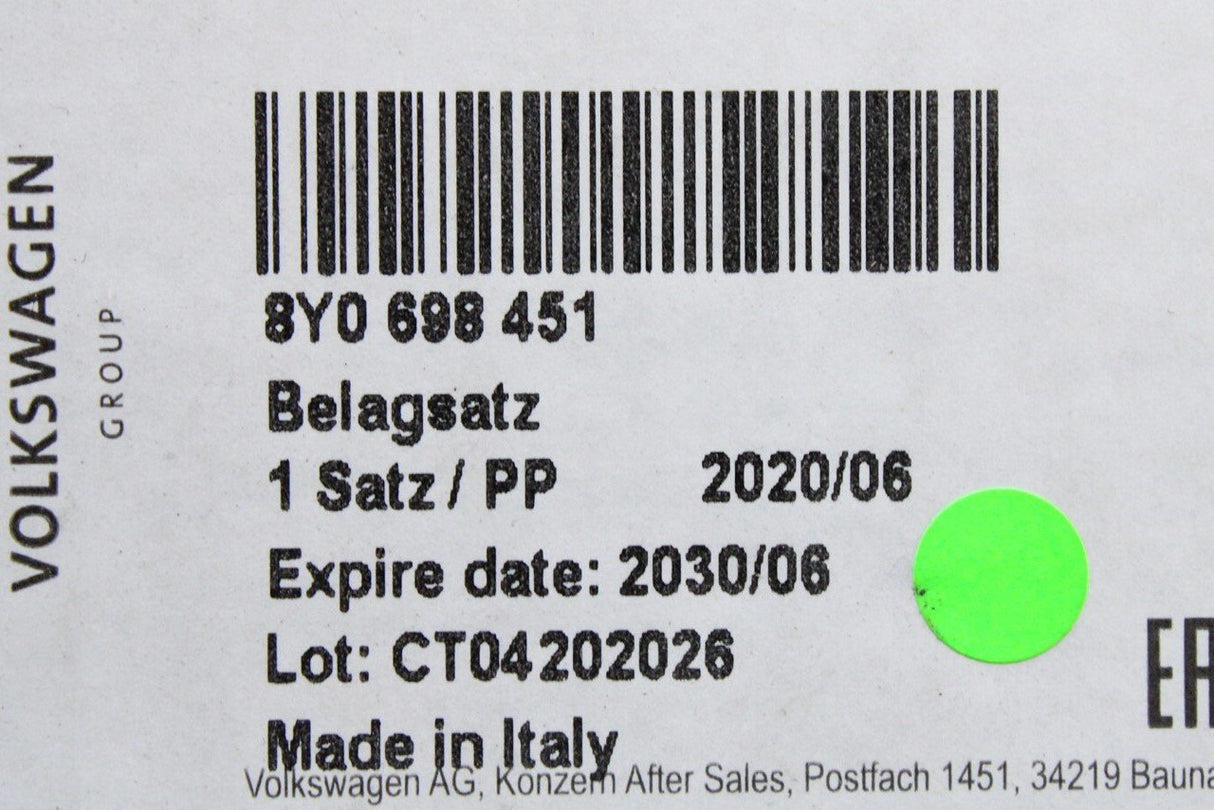 VOLKSWAGEN
GROUP
8Y0 698 451
Belagsatz
1 Satz / PP 2020/06
Expire date: 2030/06
Lot: CT04202026
Made in Italy
Volkswagen AG, Konzern After Sales, Postfach 1451, 34219